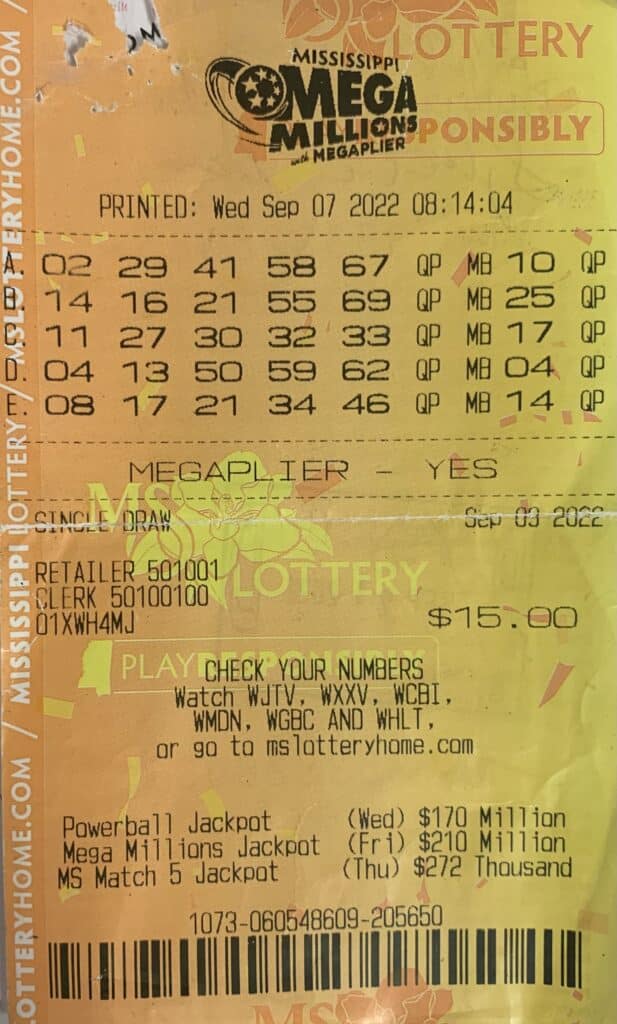 LOTTERY
MISSISSIPPI
MEGA
MILLIONS
with MEGAPLIER
PONSIBLY
PRINTED: Wed Sep 07 2022 08:14:04
A. 02 29 41 58 67 QP MB 10 QP
B. 14 16 21 55 69 QP MB 25 QP
C. 11 27 30 32 33 QP MB 17 QP
D. 04 13 50 59 62 QP MB 04 QP
E. 08 17 21 34 46 QP MB 14 QP
MEGAPLIER - YES
SINGLE DRAW Sep 09 2022
MS LOTTERY
RETAILER 501001
CLERK 50100100
01XWH4MJ $15.00
PLAY RESPONSIBLY
CHECK YOUR NUMBERS
Watch WJTV, WXXV, WCBI,
WMDN, WGBC AND WHLT,
or go to mslotteryhome.com
Powerball Jackpot (Wed) $170 Million
Mega Millions Jackpot (Fri) $210 Million
MS Match 5 Jackpot (Thu) $272 Thousand
1073-060548609-205650
MS
OTTERYHOME.COM / MISSISSIPPI LOTTERY / MSLOTTERYHOME.COM /